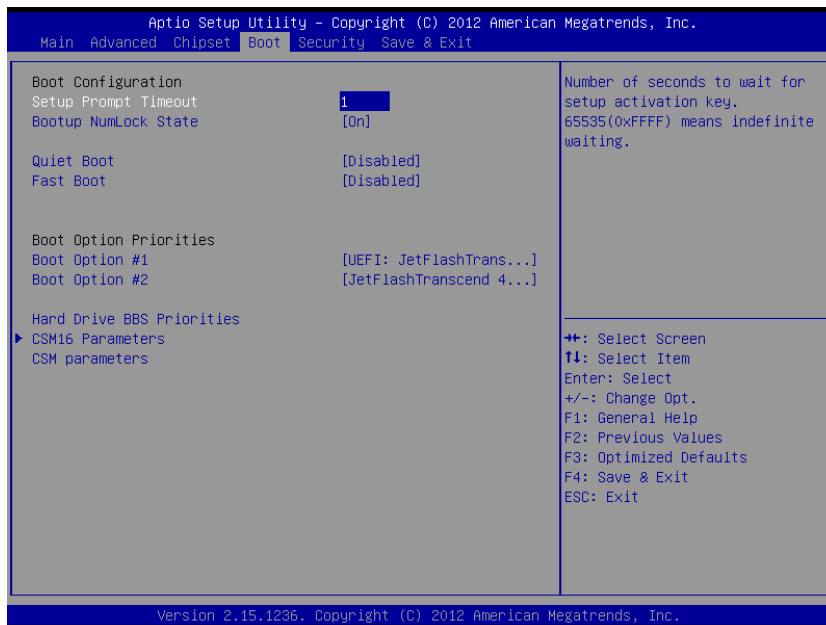 Aptio Setup Utility – Copyright (C) 2012 American Megatrends, Inc.
Main Advanced Chipset Boot Security Save & Exit
Boot Configuration
Setup Prompt Timeout 1
Bootup NumLock State [On]
Quiet Boot [Disabled]
Fast Boot [Disabled]
Boot Option Priorities
Boot Option #1 [UEFI: JetFlashTrans...]
Boot Option #2 [JetFlashTranscend 4...]
Hard Drive BBS Priorities
CSM16 Parameters
CSM parameters
Number of seconds to wait for
setup activation key.
65535(0xFFFF) means indefinite
waiting.
→←: Select Screen
↑↓: Select Item
Enter: Select
+/-: Change Opt.
F1: General Help
F2: Previous Values
F3: Optimized Defaults
F4: Save & Exit
ESC: Exit
Version 2.15.1236. Copyright (C) 2012 American Megatrends, Inc.